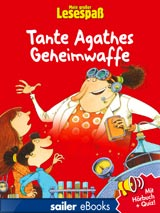 Mein großer
Lesespaß
Tante Agathes
Geheimwaffe
Mit
Hörbuch
+ Quiz!
sailer eBooks